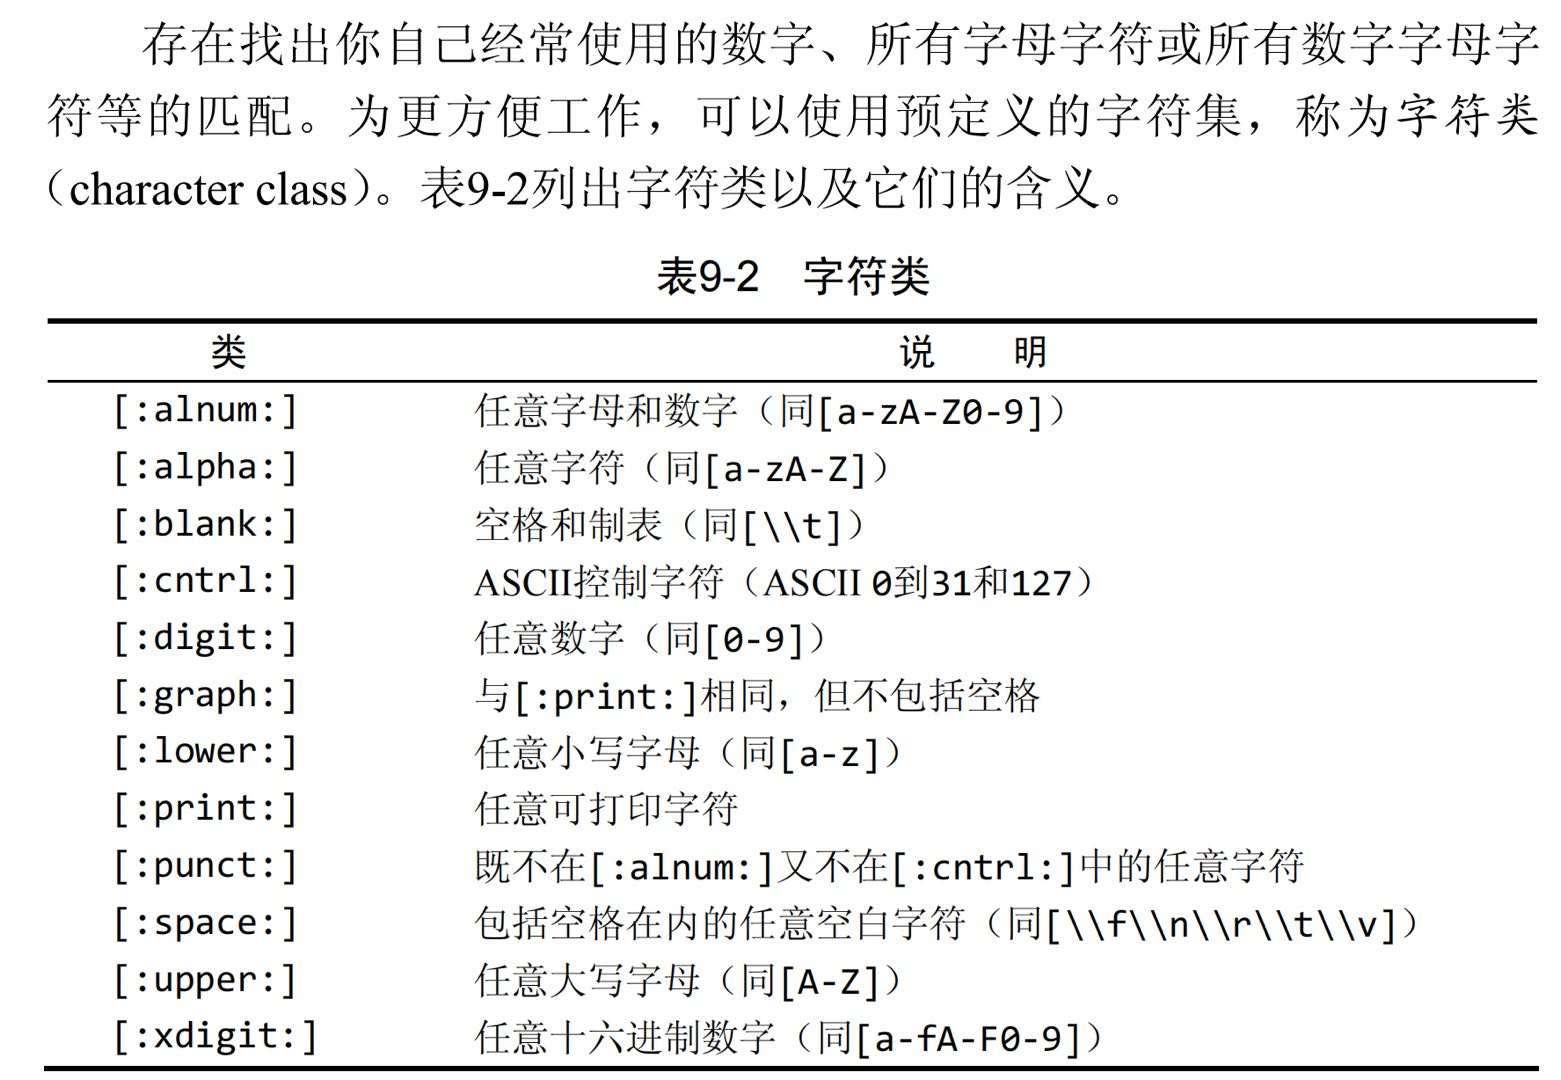 存在找出你自己经常使用的数字、所有字母字符或所有数字字母字
符等的匹配。为更方便工作，可以使用预定义的字符集，称为字符类
（character class）。表9-2列出字符类以及它们的含义。
表9-2 字符类
类 说 明
[:alnum:] 任意字母和数字（同[a-zA-Z0-9]）
[:alpha:] 任意字符（同[a-zA-Z]）
[:blank:] 空格和制表（同[\\t]）
[:cntrl:] ASCII控制字符（ASCII 0到31和127）
[:digit:] 任意数字（同[0-9]）
[:graph:] 与[:print:]相同，但不包括空格
[:lower:] 任意小写字母（同[a-z]）
[:print:] 任意可打印字符
[:punct:] 既不在[:alnum:]又不在[:cntrl:]中的任意字符
[:space:] 包括空格在内的任意空白字符（同[\\f\\n\\r\\t\\v]）
[:upper:] 任意大写字母（同[A-Z]）
[:xdigit:] 任意十六进制数字（同[a-fA-F0-9]）